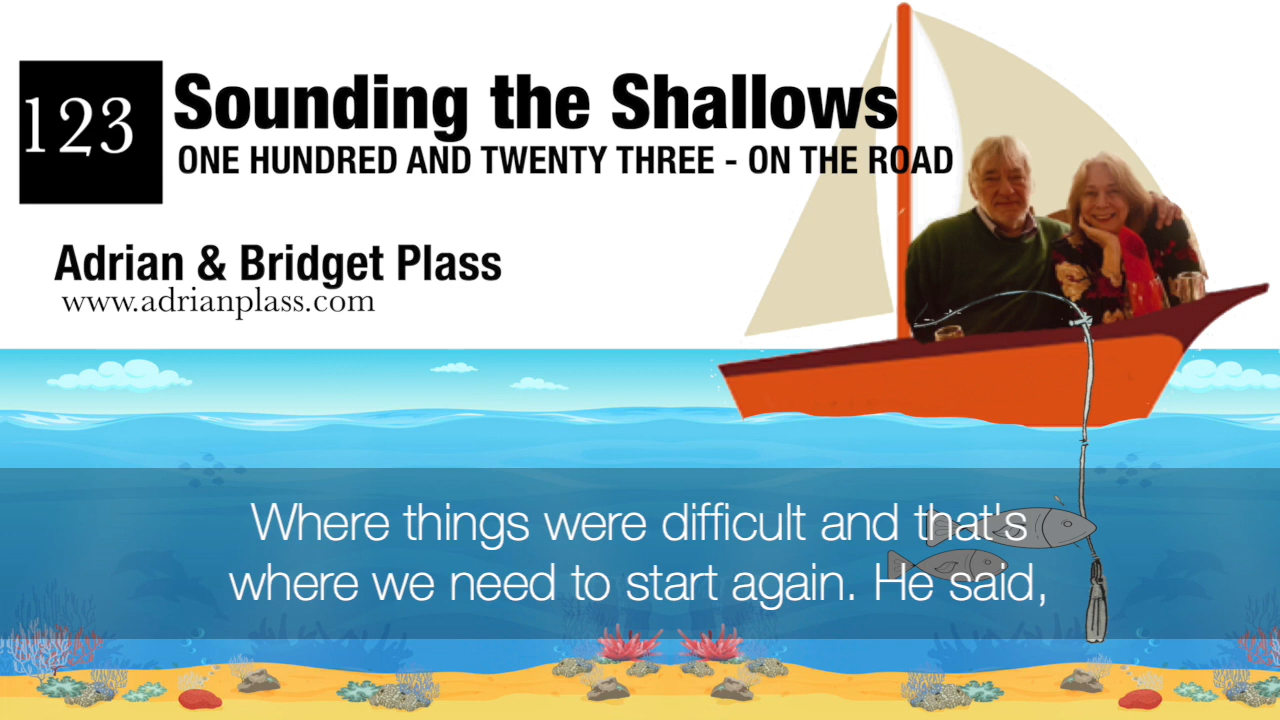 123
Sounding the Shallows
ONE HUNDRED AND TWENTY THREE - ON THE ROAD
Adrian & Bridget Plass
www.adrianplass.com
Where things were difficult and that's
where we need to start again. He said,